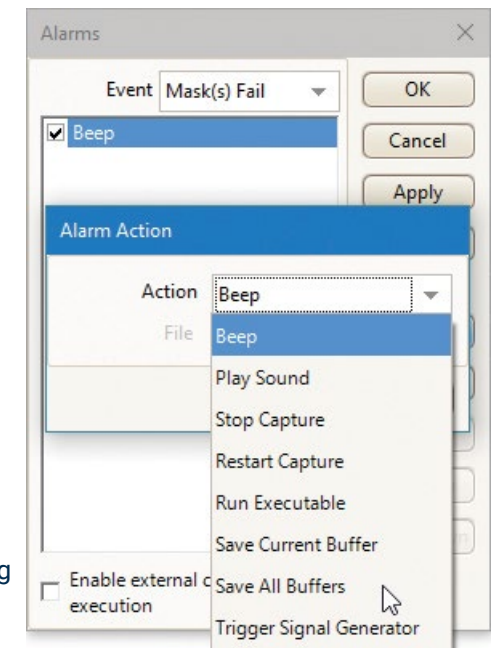 Alarms
Event Mask(s) Fail
OK
Beep
Cancel
Apply
Alarm Action
Action Beep
File
Beep
Play Sound
Stop Capture
Restart Capture
Run Executable
Save Current Buffer
Save All Buffers
Trigger Signal Generator
g
Enable external c
execution